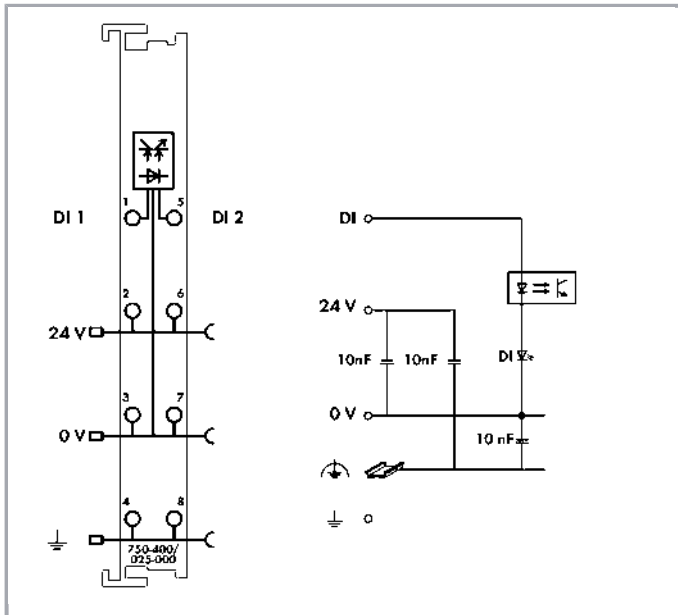 1 5
DI 1 DI 2
2 6
24 V
3 7
0 V
4 8
750-400/
025-000
DI
24 V
10nF 10nF
DI
0 V
10 nF